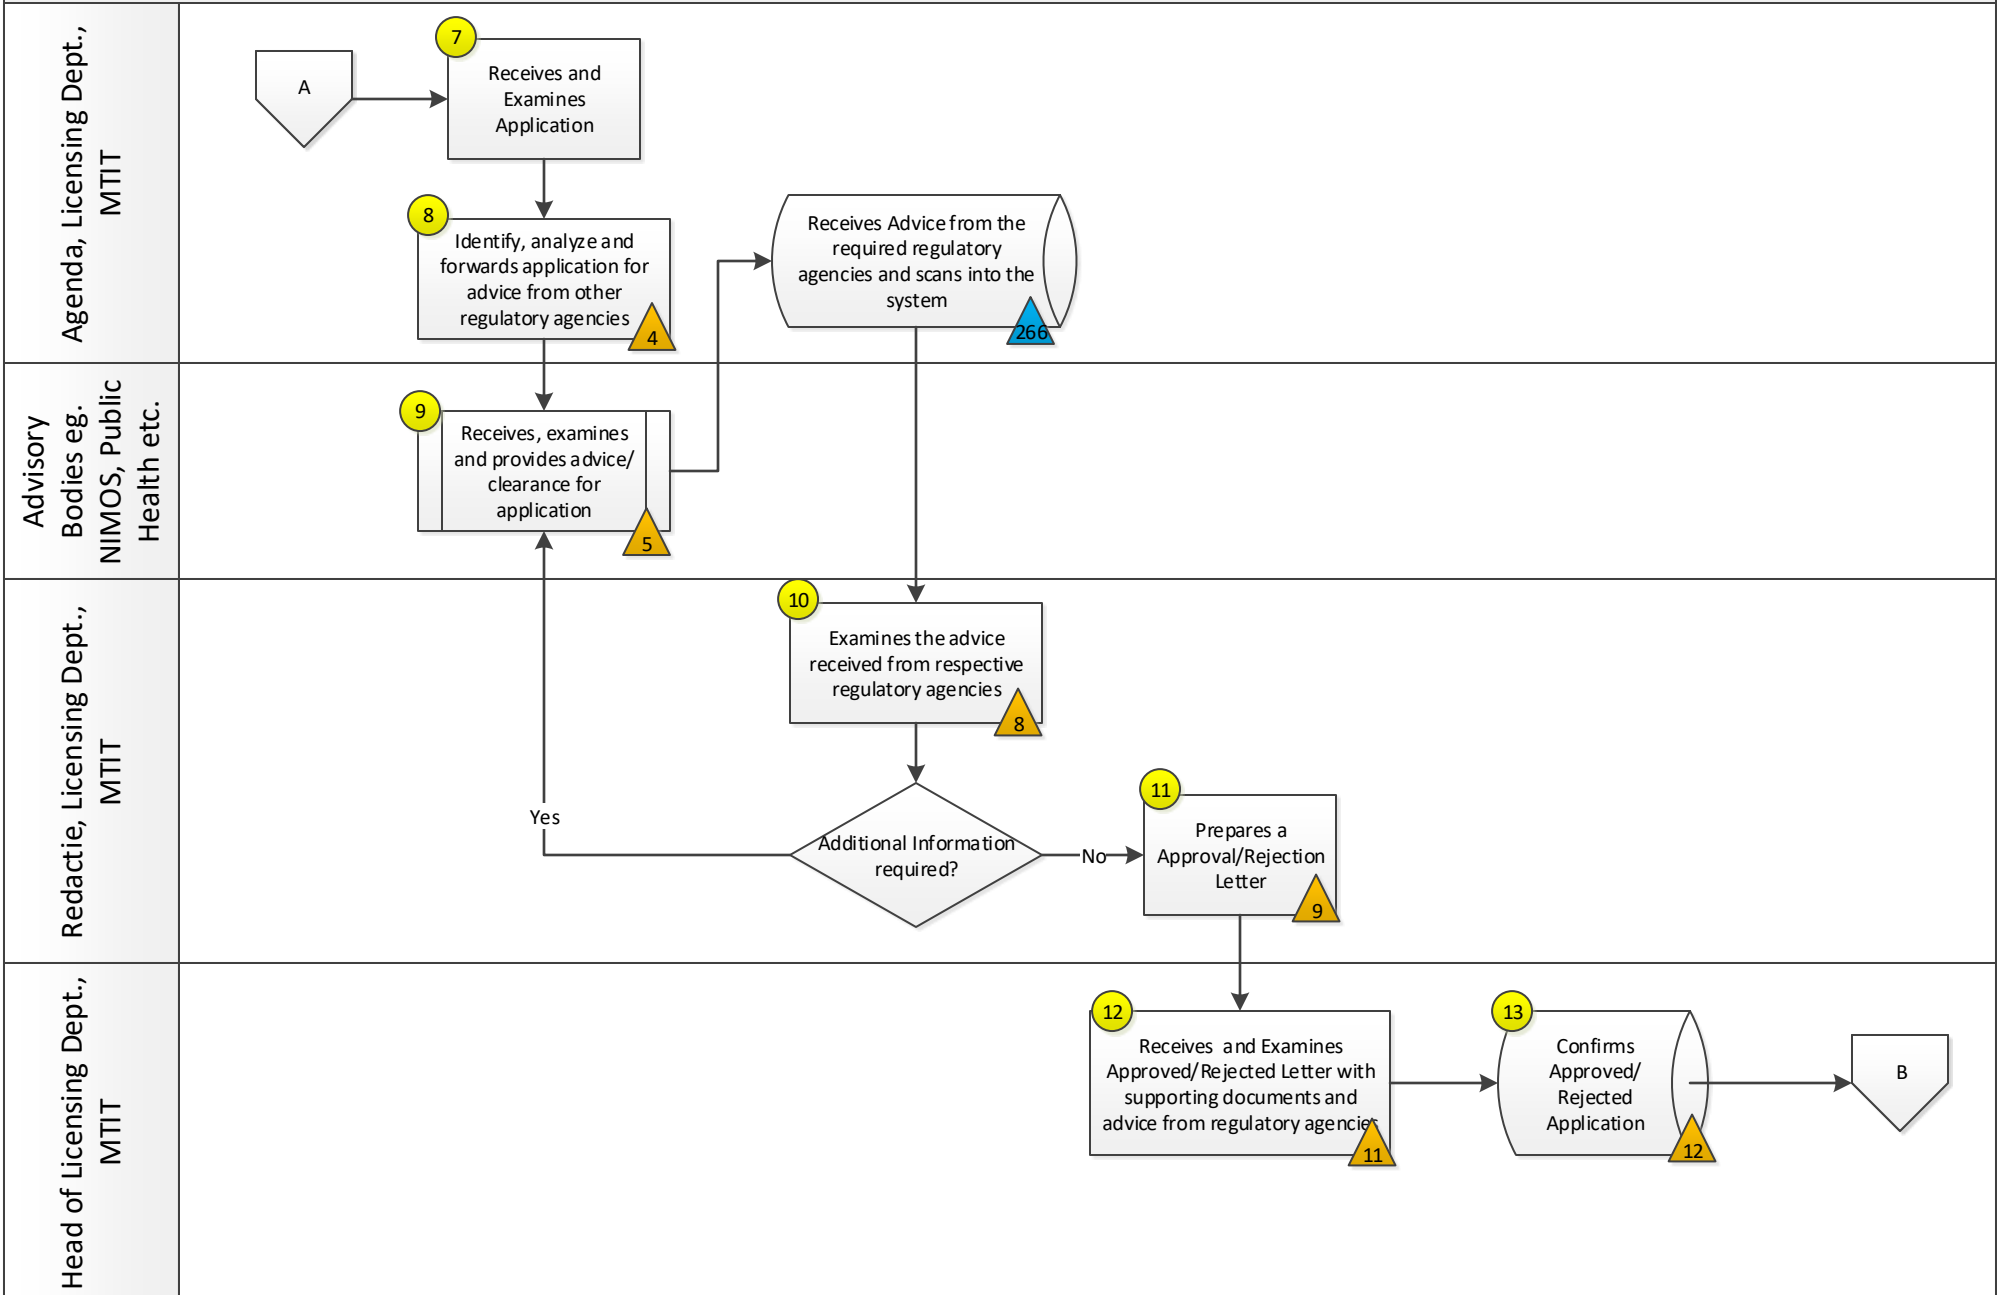 Agenda, Licensing Dept.,
MTIT
A
7
Receives and
Examines
Application
8
Identify, analyze and
forwards application for
advice from other
regulatory agencies
4
Receives Advice from the
required regulatory
agencies and scans into the
system
266
Advisory
Bodies eg.
NIMOS, Public
Health etc.
9
Receives, examines
and provides advice/
clearance for
application
5
Redactie, Licensing Dept.,
MTIT
10
Examines the advice
received from respective
regulatory agencies
8
Yes
Additional Information
required?
No
11
Prepares a
Approval/Rejection
Letter
9
Head of Licensing Dept.,
MTIT
12
Receives and Examines
Approved/Rejected Letter with
supporting documents and
advice from regulatory agencies
11
13
Confirms
Approved/
Rejected
Application
12
B